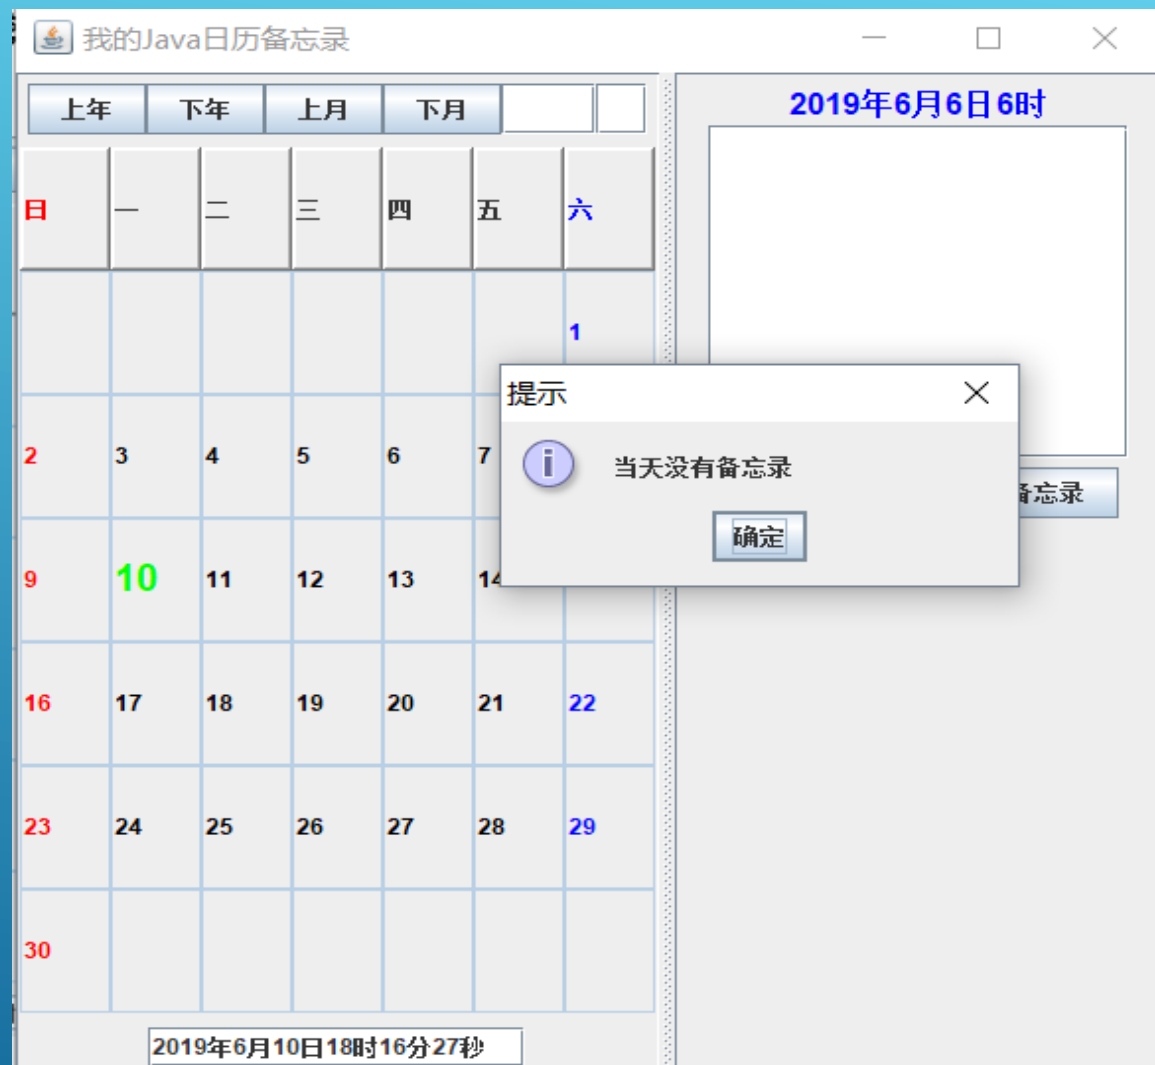 我的Java日历备忘录
上年 下年 上月 下月
2019年6月6日6时
日 一 二 三 四 五 六
1
2 3 4 5 6 7
提示
当天没有备忘录
确定
忘录
9 10 11 12 13 14
16 17 18 19 20 21 22
23 24 25 26 27 28 29
30
2019年6月10日18时16分27秒